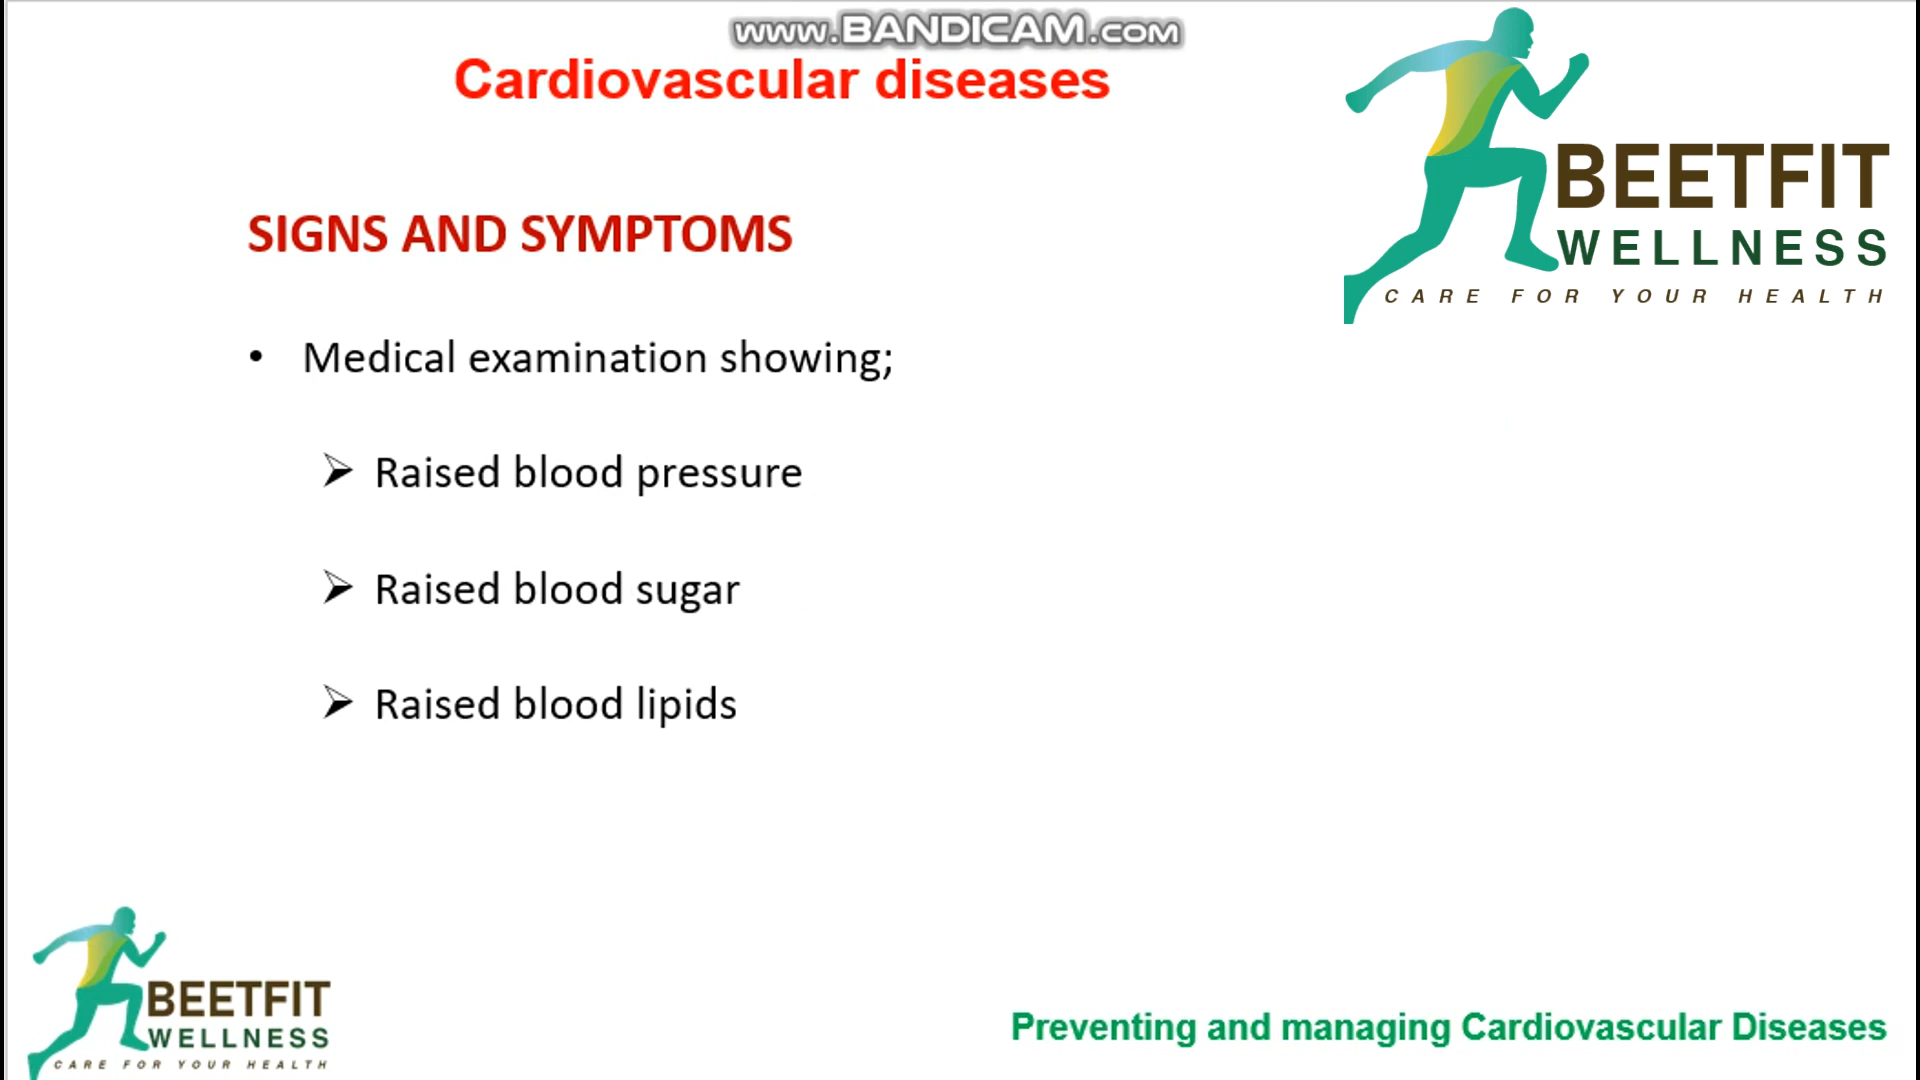 www.BANDICAM.com
Cardiovascular diseases
BEETFIT
WELLNESS
CARE FOR YOUR HEALTH
SIGNS AND SYMPTOMS
• Medical examination showing;
➢ Raised blood pressure
➢ Raised blood sugar
➢ Raised blood lipids
BEETFIT
WELLNESS
CARE FOR YOUR HEALTH
Preventing and managing Cardiovascular Diseases